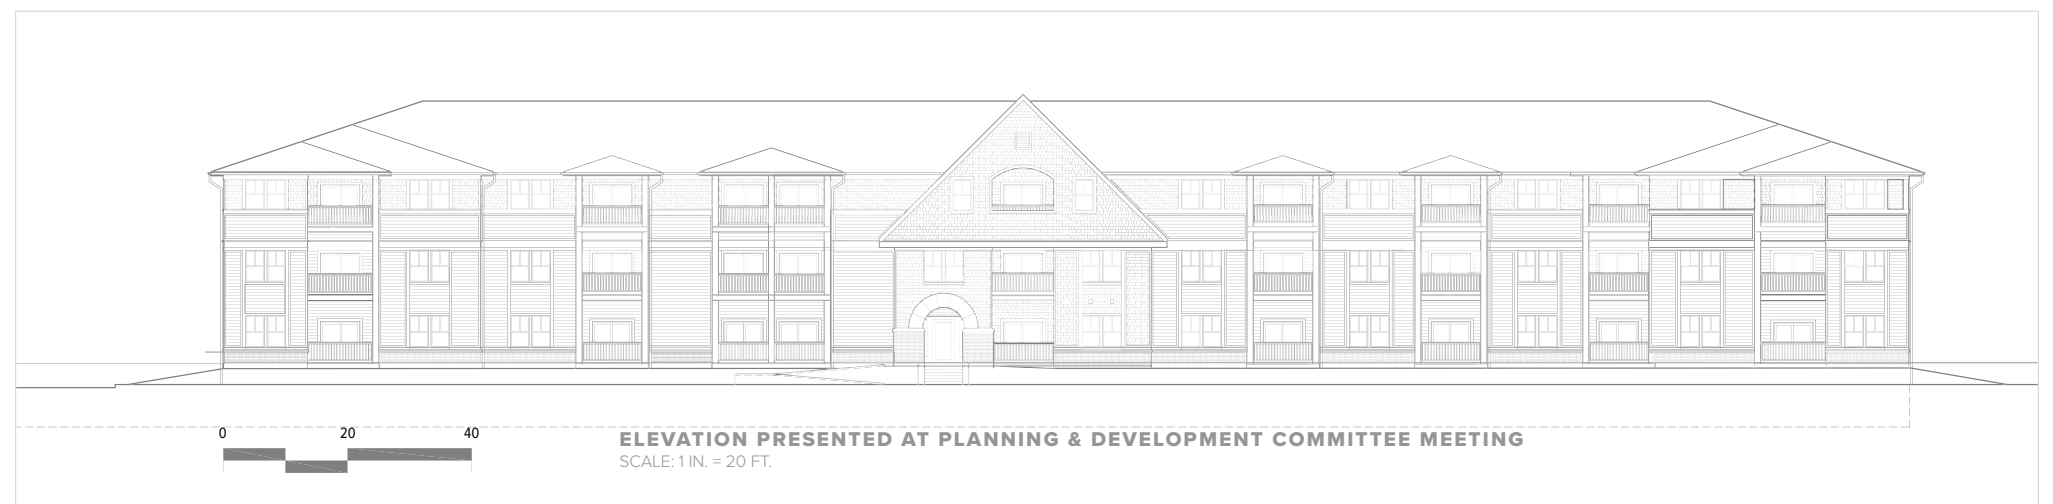 0 20 40
ELEVATION PRESENTED AT PLANNING & DEVELOPMENT COMMITTEE MEETING
SCALE: 1 IN. = 20 FT.